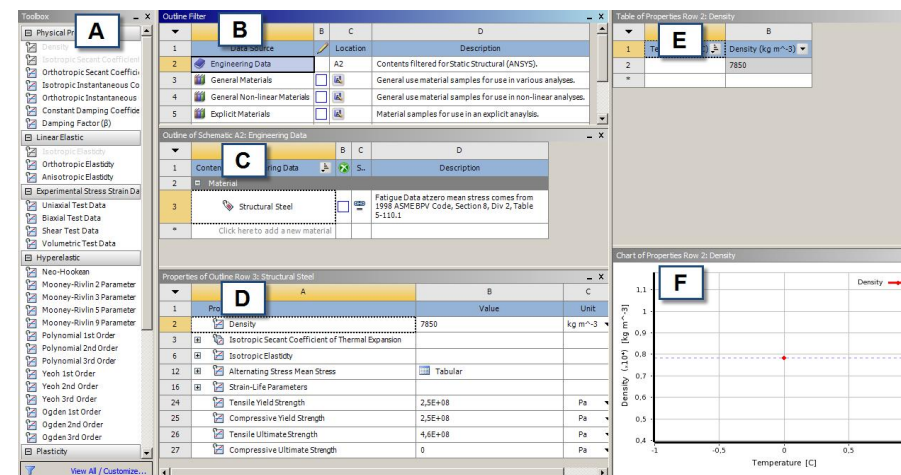 Toolbox
A
Physical Pr
Density
Isotropic Secant Coefficient
Orthotropic Secant Coeffici
Isotropic Instantaneous Co
Orthotropic Instantaneous
Constant Damping Coeffice
Damping Factor (β)
Linear Elastic
Isotropic Elasticity
Orthotropic Elasticity
Anisotropic Elasticity
Experimental Stress Strain Da
Uniaxial Test Data
Biaxial Test Data
Shear Test Data
Volumetric Test Data
Hyperelastic
Neo-Hookean
Mooney-Rivlin 2 Parameter
Mooney-Rivlin 3 Parameter
Mooney-Rivlin 5 Parameter
Mooney-Rivlin 9 Parameter
Polynomial 1st Order
Polynomial 2nd Order
Polynomial 3rd Order
Yeoh 1st Order
Yeoh 2nd Order
Yeoh 3rd Order
Ogden 1st Order
Ogden 2nd Order
Ogden 3rd Order
Plasticity
View All / Customize...
Outline Filter
B
B C D
1 Data Source Location Description
2 Engineering Data A2 Contents filtered for Static Structural (ANSYS).
3 General Materials General use material samples for use in various analyses.
4 General Non-linear Materials General use material samples for use in non-linear analyses.
5 Explicit Materials Material samples for use in an explicit anaylsis.
Outline of Schematic A2: Engineering Data
C
B C D
1 Conten ring Data S.. Description
2 Material
3 Structural Steel Fatigue Data atzero mean stress comes from
1998 ASME BPV Code, Section 8, Div 2, Table
5-110.1
* Click here to add a new material
Properties of Outline Row 3: Structural Steel
D
A B C
1 Pro Value Unit
2 Density 7850 kg m^-3
3 Isotropic Secant Coefficient of Thermal Expansion
6 Isotropic Elasticity
12 Alternating Stress Mean Stress Tabular
16 Strain-Life Parameters
24 Tensile Yield Strength 2,5E+08 Pa
25 Compressive Yield Strength 2,5E+08 Pa
26 Tensile Ultimate Strength 4,6E+08 Pa
27 Compressive Ultimate Strength 0 Pa
Table of Properties Row 2: Density
E
B
1 Te C) Density (kg m^-3)
2 7850
*
Chart of Properties Row 2: Density
F
Density
1,1
1
0,9
0,8
0,7
0,6
0,5
0,4
Density (.10⁴) [kg m^-3]
-1 -0,5 0 0,5
Temperature [C]